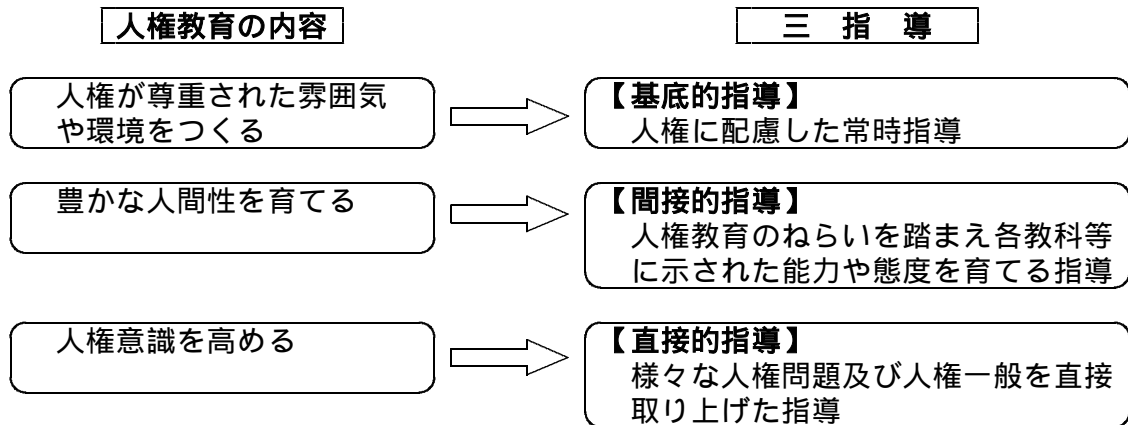 人権教育の内容
三 指 導
人権が尊重された雰囲気
や環境をつくる
【基底的指導】
人権に配慮した常時指導
豊かな人間性を育てる
【間接的指導】
人権教育のねらいを踏まえ各教科等
に示された能力や態度を育てる指導
人権意識を高める
【直接的指導】
様々な人権問題及び人権一般を直接
取り上げた指導